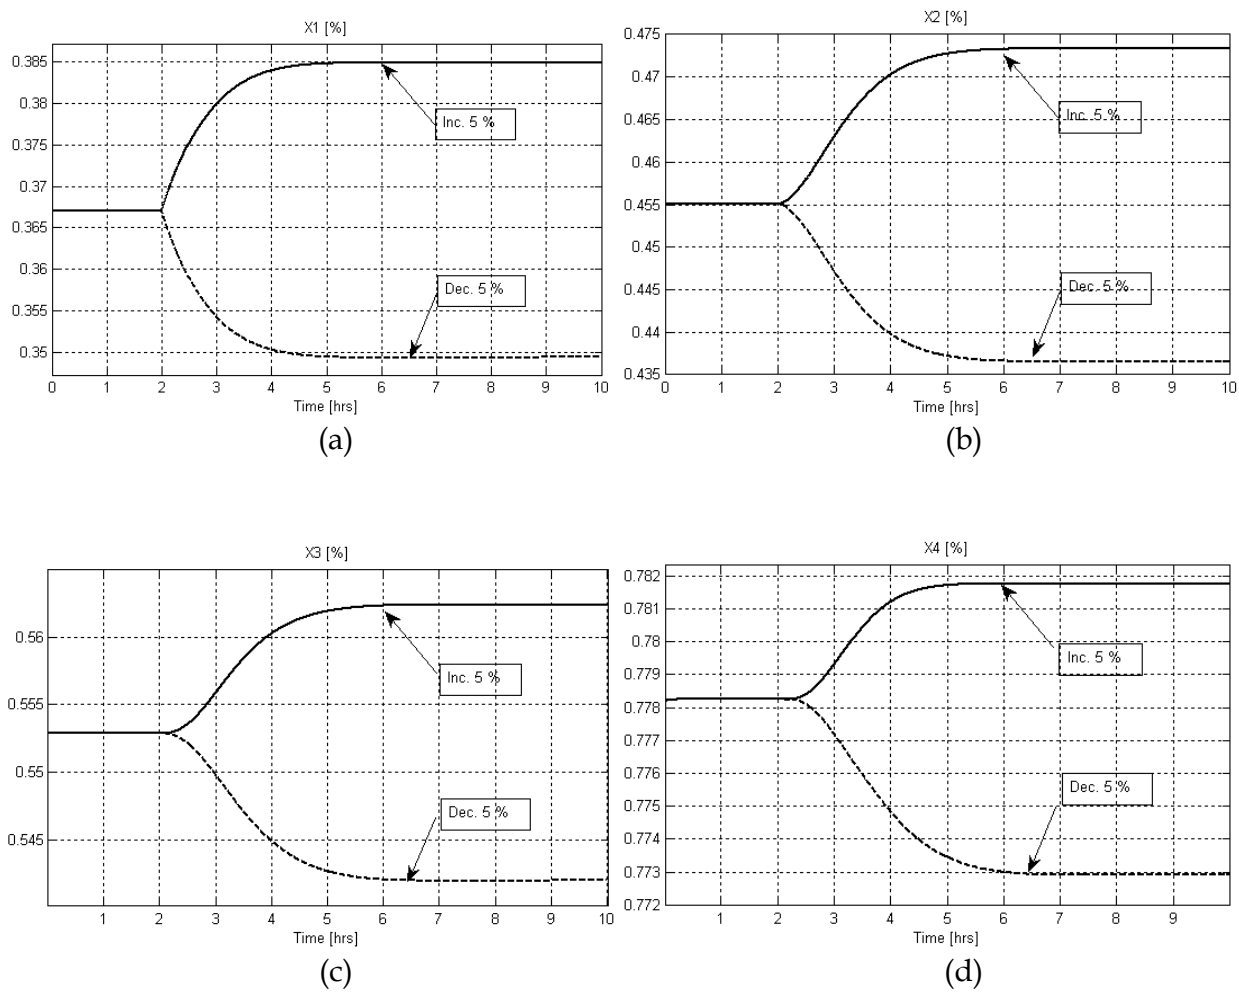 X1 [%]
0.385
0.38
0.375
0.37
0.365
0.36
0.355
0.35
Inc. 5 %
Dec. 5 %
0 1 2 3 4 5 6 7 8 9 10
Time [hrs]
(a)
X2 [%]
0.475
0.47
0.465
0.46
0.455
0.45
0.445
0.44
0.435
Inc. 5 %
Dec. 5 %
0 1 2 3 4 5 6 7 8 9 10
Time [hrs]
(b)
X3 [%]
0.56
0.555
0.55
0.545
Inc. 5 %
Dec. 5 %
1 2 3 4 5 6 7 8 9 10
Time [hrs]
(c)
X4 [%]
0.782
0.781
0.78
0.779
0.778
0.777
0.776
0.775
0.774
0.773
0.772
Inc. 5 %
Dec. 5 %
1 2 3 4 5 6 7 8 9
Time [hrs]
(d)